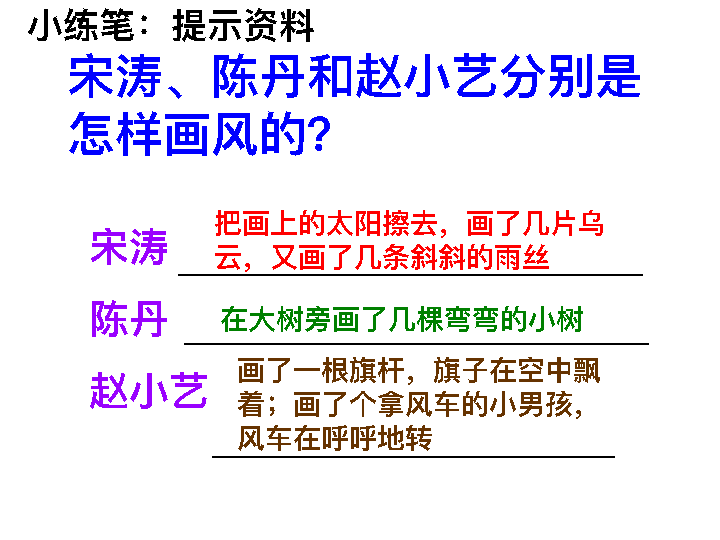 小练笔：提示资料
宋涛、陈丹和赵小艺分别是
怎样画风的?
宋涛
把画上的太阳擦去，画了几片乌
云，又画了几条斜斜的雨丝
陈丹
在大树旁画了几棵弯弯的小树
赵小艺
画了一根旗杆，旗子在空中飘
着；画了个拿风车的小男孩，
风车在呼呼地转